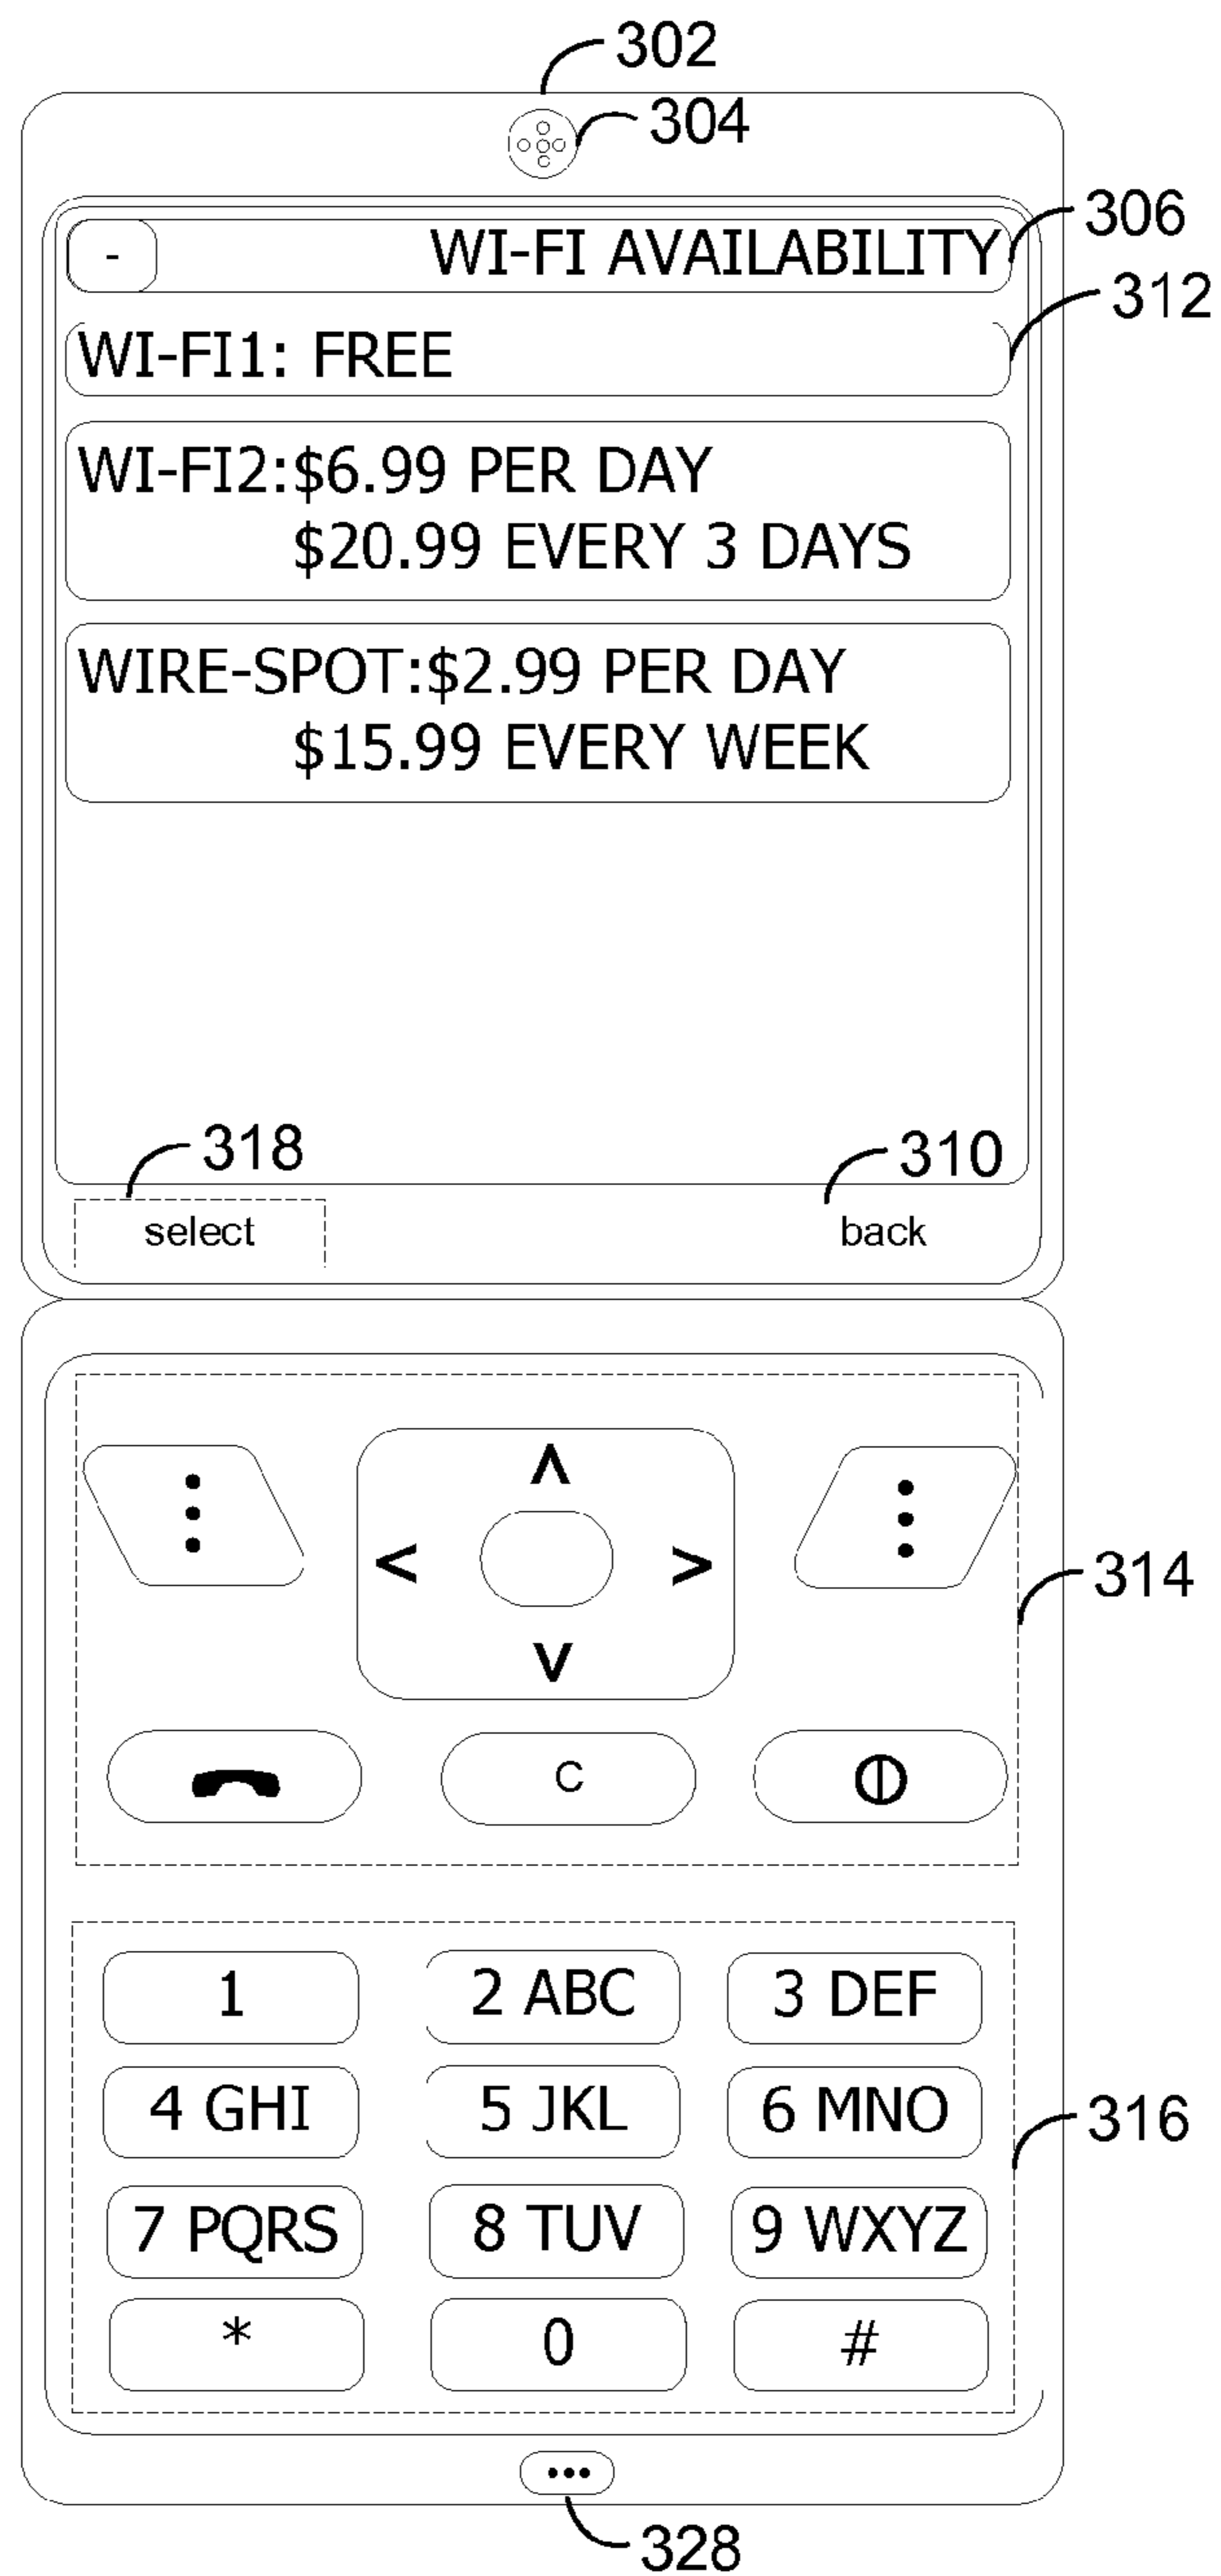 302
304
- WI-FI AVAILABILITY
306
312
WI-FI1: FREE
WI-FI2:$6.99 PER DAY
$20.99 EVERY 3 DAYS
WIRE-SPOT:$2.99 PER DAY
$15.99 EVERY WEEK
318
310
select
back
^
< >
v
314
C
1
2 ABC
3 DEF
4 GHI
5 JKL
6 MNO
316
7 PQRS
8 TUV
9 WXYZ
*
0
#
328